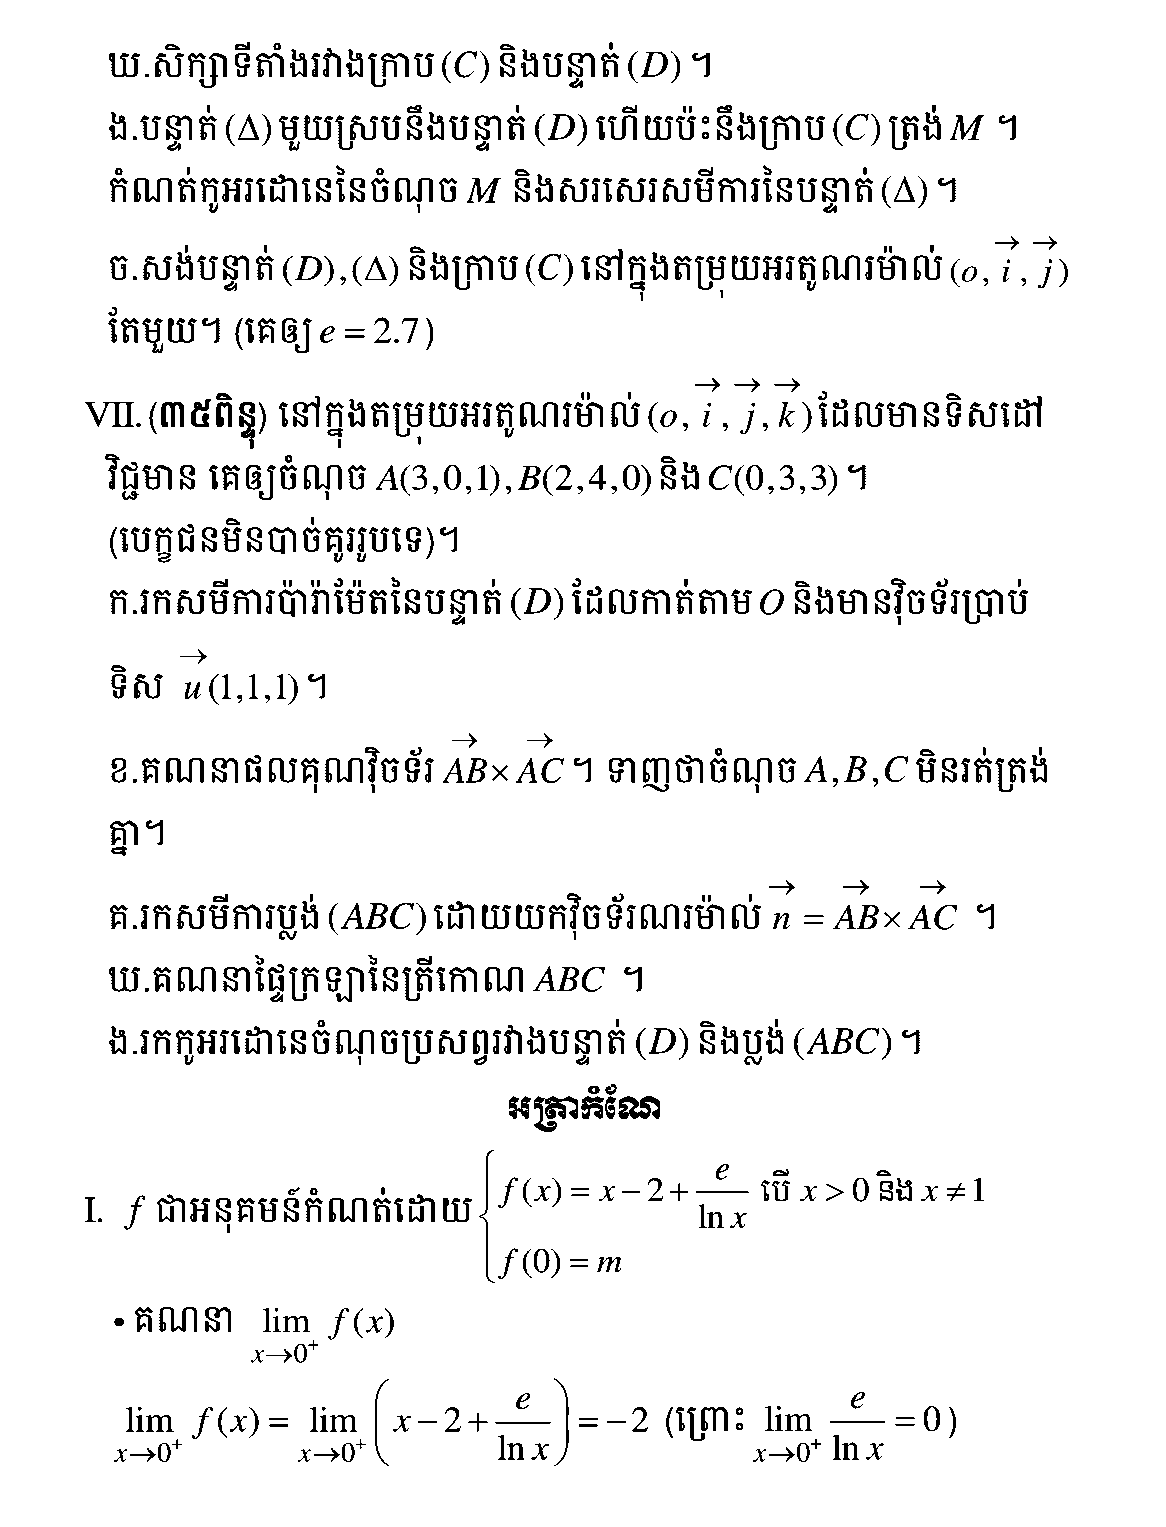 ឃ.សិក្សាទីតាំងរវាងក្រាប (C) និងបន្ទាត់ (D) ។
ង.បន្ទាត់ (Δ) មួយស្របនឹងបន្ទាត់ (D) ហើយប៉ះនឹងក្រាប (C) ត្រង់ M ។
កំណត់កូអរដោនេនៃចំណុច M និងសរសេរសមីការនៃបន្ទាត់ (Δ) ។
ច.សង់បន្ទាត់ (D),(Δ) និងក្រាប (C) នៅក្នុងតម្រុយអរតូណរម៉ាល់ (o, \vec{i}, \vec{j})
តែមួយ។ (គេឲ្យ e = 2.7)
VII. (៣៥ពិន្ទុ) នៅក្នុងតម្រុយអរតូណរម៉ាល់ (o, \vec{i}, \vec{j}, \vec{k}) ដែលមានទិសដៅ
វិជ្ជមាន គេឲ្យចំណុច A(3,0,1), B(2,4,0) និង C(0,3,3) ។
(បេក្ខជនមិនបាច់គូររូបទេ)។
ក.រកសមីការប៉ារ៉ាម៉ែតនៃបន្ទាត់ (D) ដែលកាត់តាម O និងមានវ៉ិចទ័រប្រាប់
ទិស \vec{u}(1,1,1) ។
ខ.គណនាផលគុណវ៉ិចទ័រ \vec{AB} × \vec{AC} ។ ទាញថាចំណុច A, B, C មិនរត់ត្រង់
គ្នា។
គ.រកសមីការប្លង់ (ABC) ដោយយកវ៉ិចទ័រណរម៉ាល់ \vec{n} = \vec{AB} × \vec{AC} ។
ឃ.គណនាផ្ទៃក្រឡានៃត្រីកោណ ABC ។
ង.រកកូអរដោនេចំណុចប្រសព្វរវាងបន្ទាត់ (D) និងប្លង់ (ABC) ។
អត្រាកំណែ
I. f ជាអនុគមន៍កំណត់ដោយ \begin{cases} f(x) = x - 2 + \frac{e}{\ln x} បើ x > 0 និង x ≠ 1 \\ f(0) = m \end{cases}
• គណនា \lim_{x→0^+} f(x)
\lim_{x→0^+} f(x) = \lim_{x→0^+} \left( x - 2 + \frac{e}{\ln x} \right) = -2 (ព្រោះ \lim_{x→0^+} \frac{e}{\ln x} = 0)